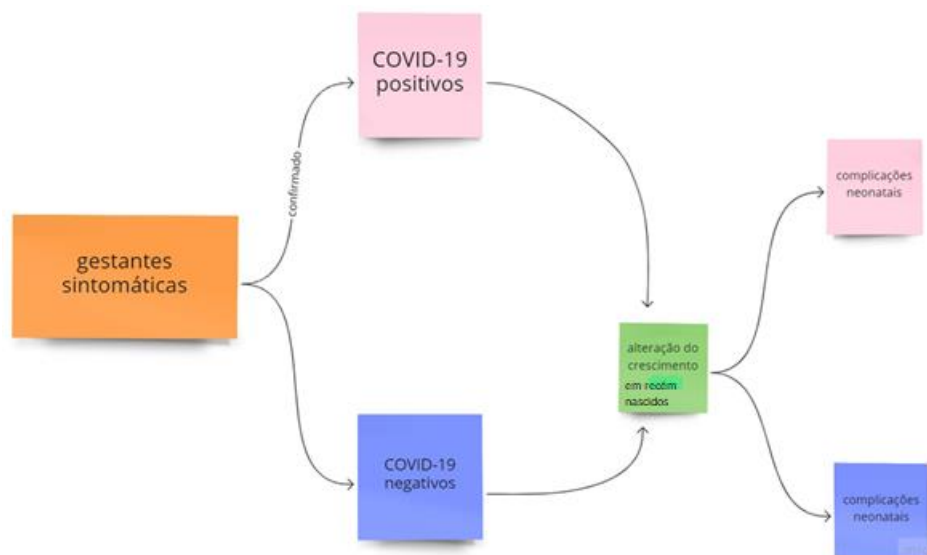 COVID-19
positivos
confirmado
complicações
neonatais
gestantes
sintomáticas
alteração do
crescimento
em recém
nascidos
COVID-19
negativos
complicações
neonatais